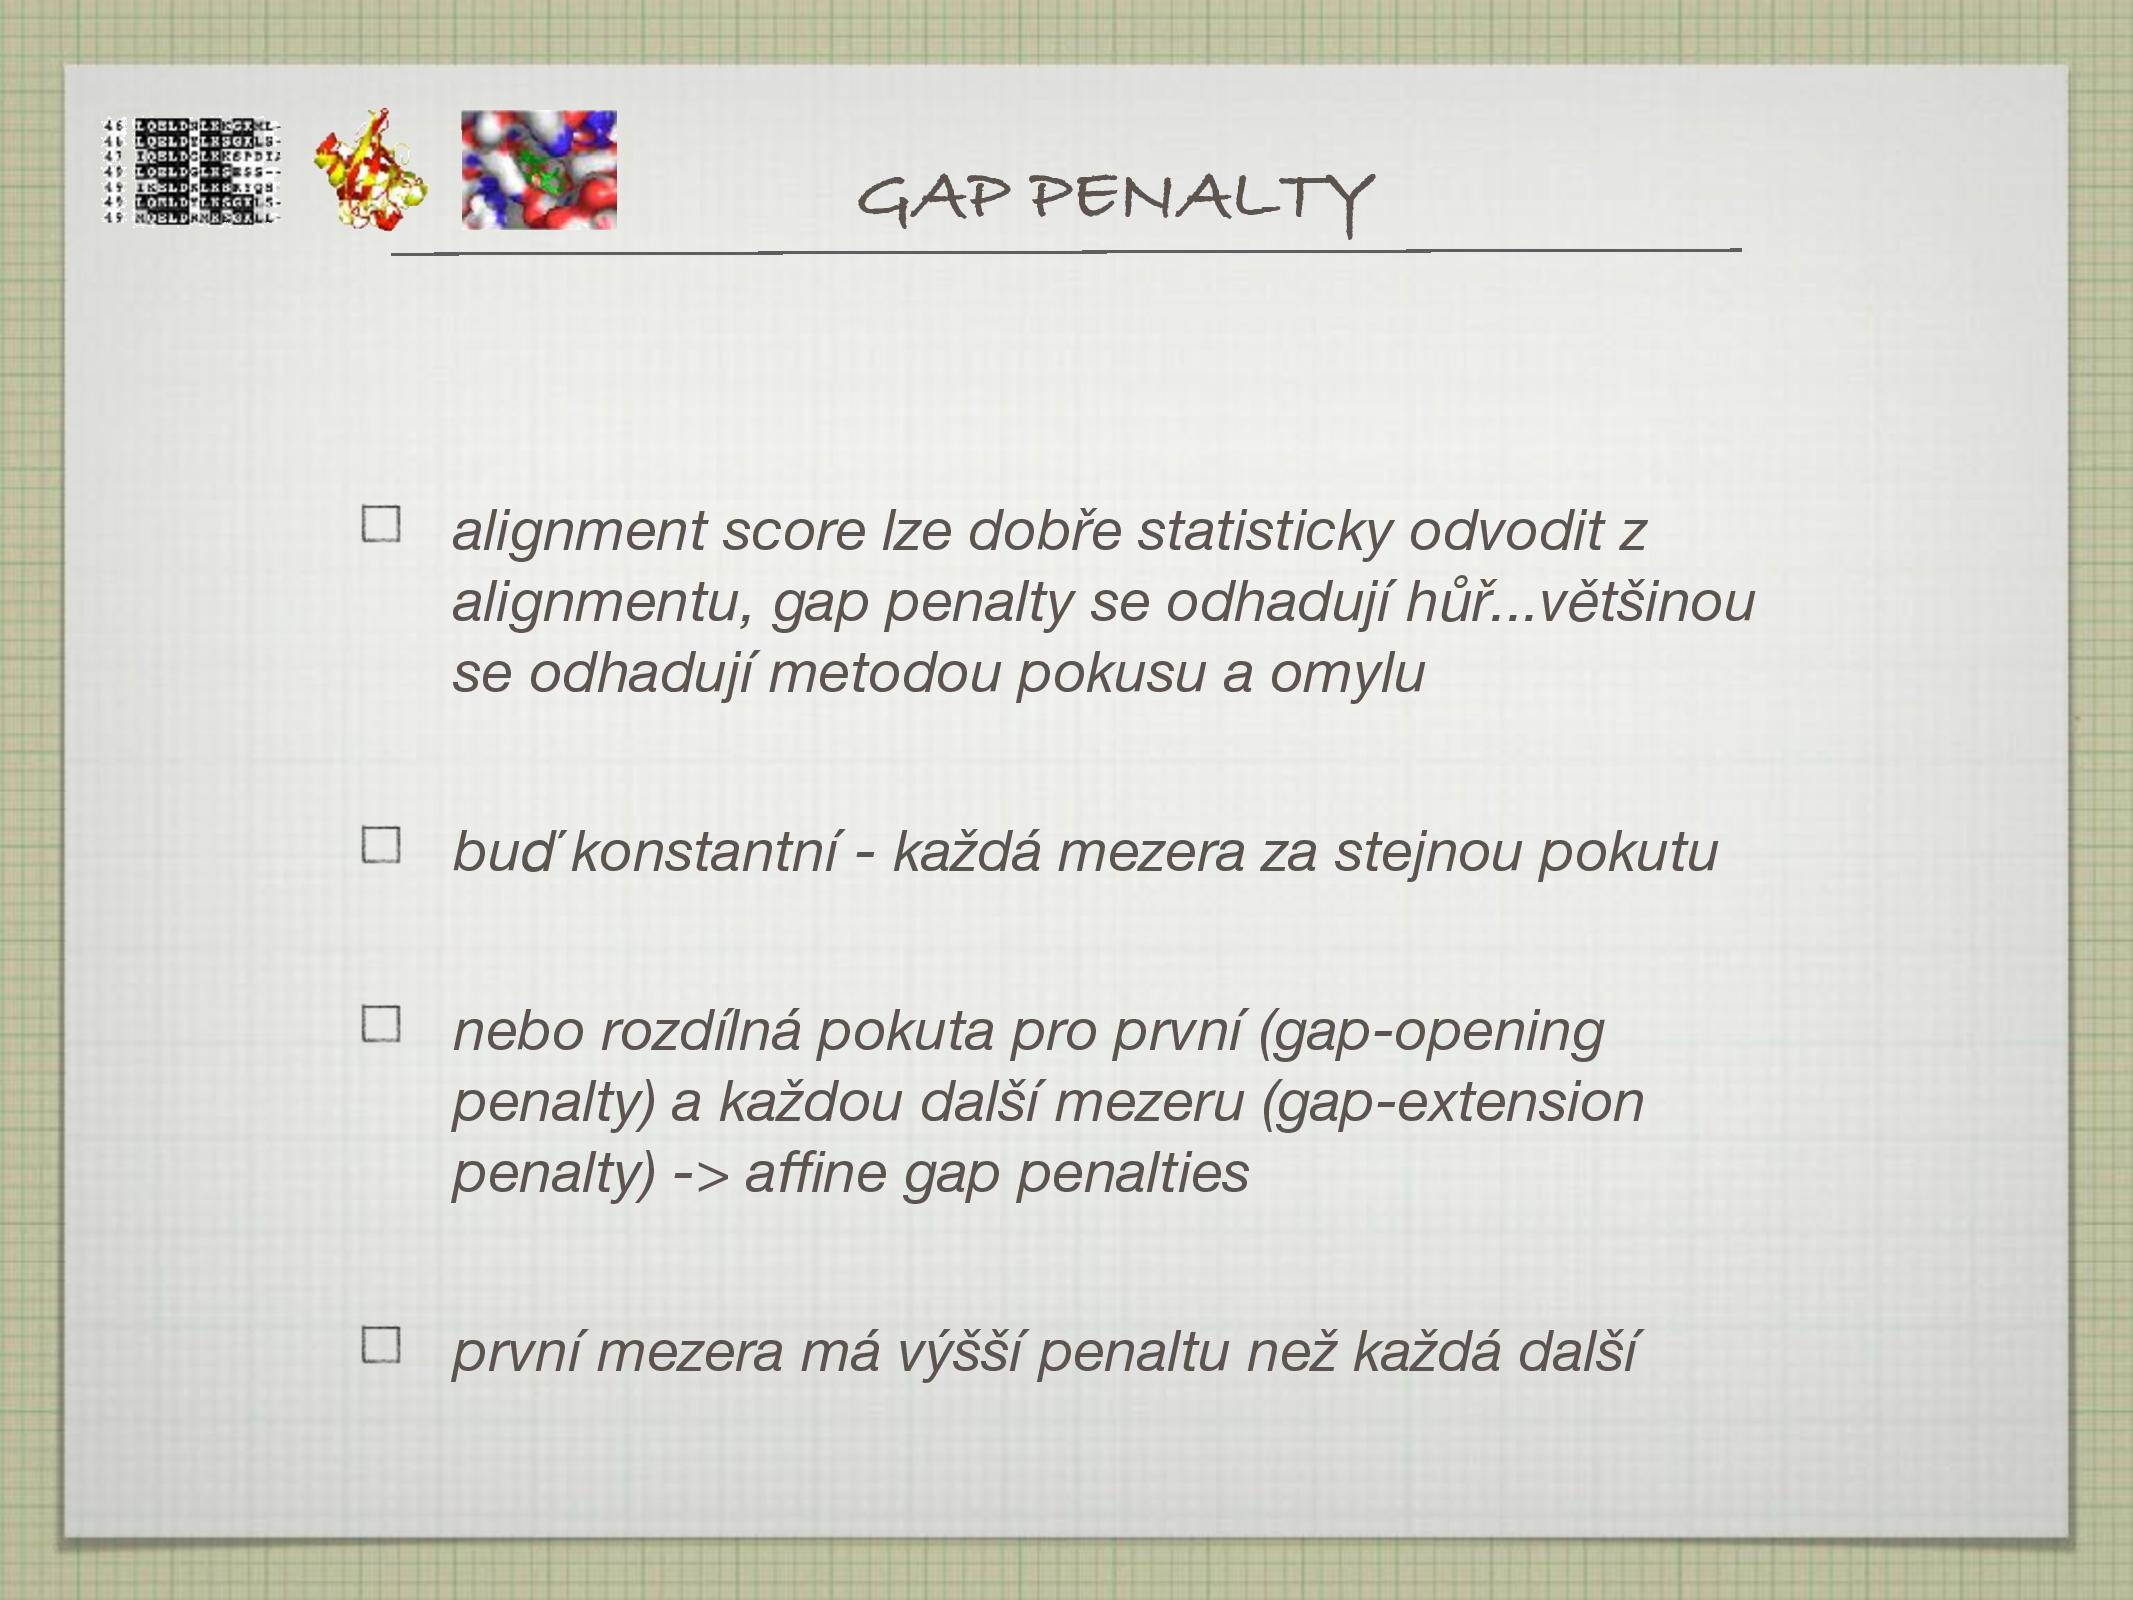 GAP PENALTY
alignment score lze dobře statisticky odvodit z
alignmentu, gap penalty se odhadují hůř...většinou
se odhadují metodou pokusu a omylu
buď konstantní - každá mezera za stejnou pokutu
nebo rozdílná pokuta pro první (gap-opening
penalty) a každou další mezeru (gap-extension
penalty) -> affine gap penalties
první mezera má výšší penaltu než každá další